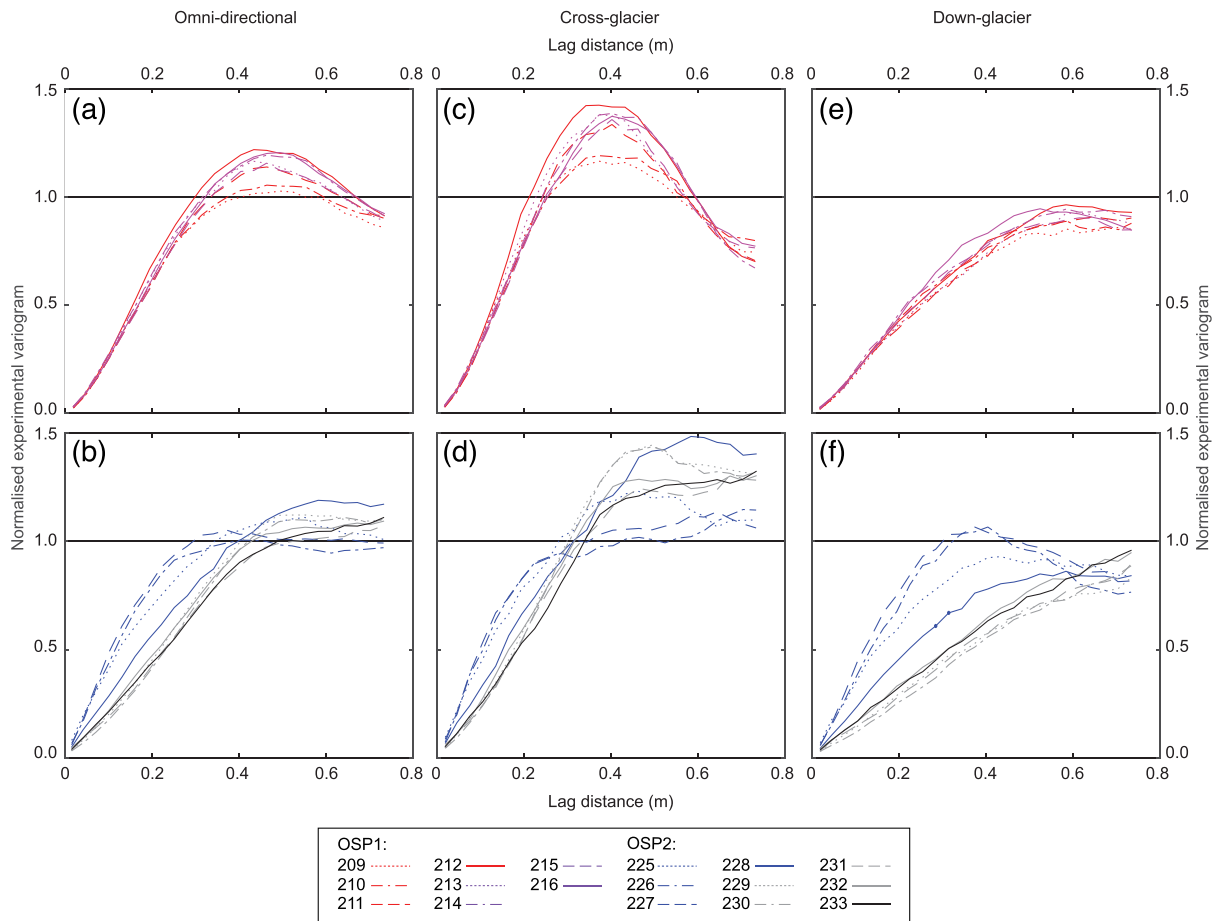 Omni-directional
Cross-glacier
Down-glacier
Lag distance (m)
Lag distance (m)
0 0.2 0.4 0.6 0.8
0 0.2 0.4 0.6 0.8
0 0.2 0.4 0.6 0.8
1.5
1.0
0.5
0.0
(a)
(c)
(e)
1.5
1.0
0.5
0.0
Normalised experimental variogram
Normalised experimental variogram
1.5
1.0
0.5
0.0
(b)
(d)
(f)
1.5
1.0
0.5
0.0
0 0.2 0.4 0.6 0.8
0 0.2 0.4 0.6 0.8
0 0.2 0.4 0.6 0.8
Lag distance (m)
OSP1: OSP2:
209 212 215 225 228 231
210 213 216 226 229 232
211 214 227 230 233